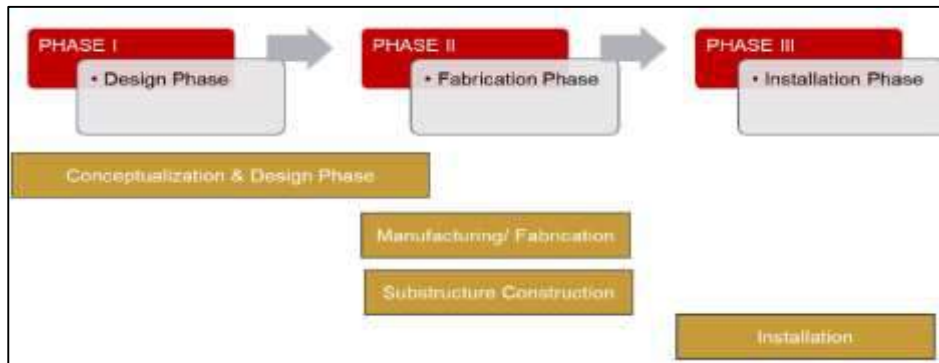 PHASE I
• Design Phase
PHASE II
• Fabrication Phase
PHASE III
• Installation Phase
Conceptualization & Design Phase
Manufacturing/ Fabrication
Substructure Construction
Installation